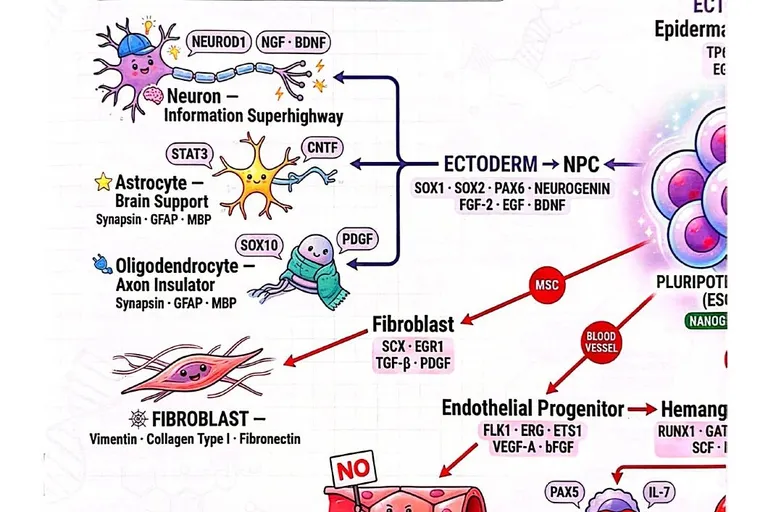 ECT
Epiderma
TP6
EG
NEUROD1
NGF · BDNF
Neuron —
Information Superhighway
STAT3
CNTF
Astrocyte —
Brain Support
Synapsin · GFAP · MBP
ECTODERM → NPC
SOX1 · SOX2 · PAX6 · NEUROGENIN
FGF-2 · EGF · BDNF
SOX10
PDGF
Oligodendrocyte —
Axon Insulator
Synapsin · GFAP · MBP
PLURIPOTE
(ESC
NANOG
MSC
BLOOD
VESSEL
Fibroblast
SCX · EGR1
TGF-β · PDGF
FIBROBLAST —
Vimentin · Collagen Type I · Fibronectin
Endothelial Progenitor → Hemang
FLK1 · ERG · ETS1
VEGF-A · bFGF
RUNX1 · GAT
SCF · I
NO
PAX5
IL-7